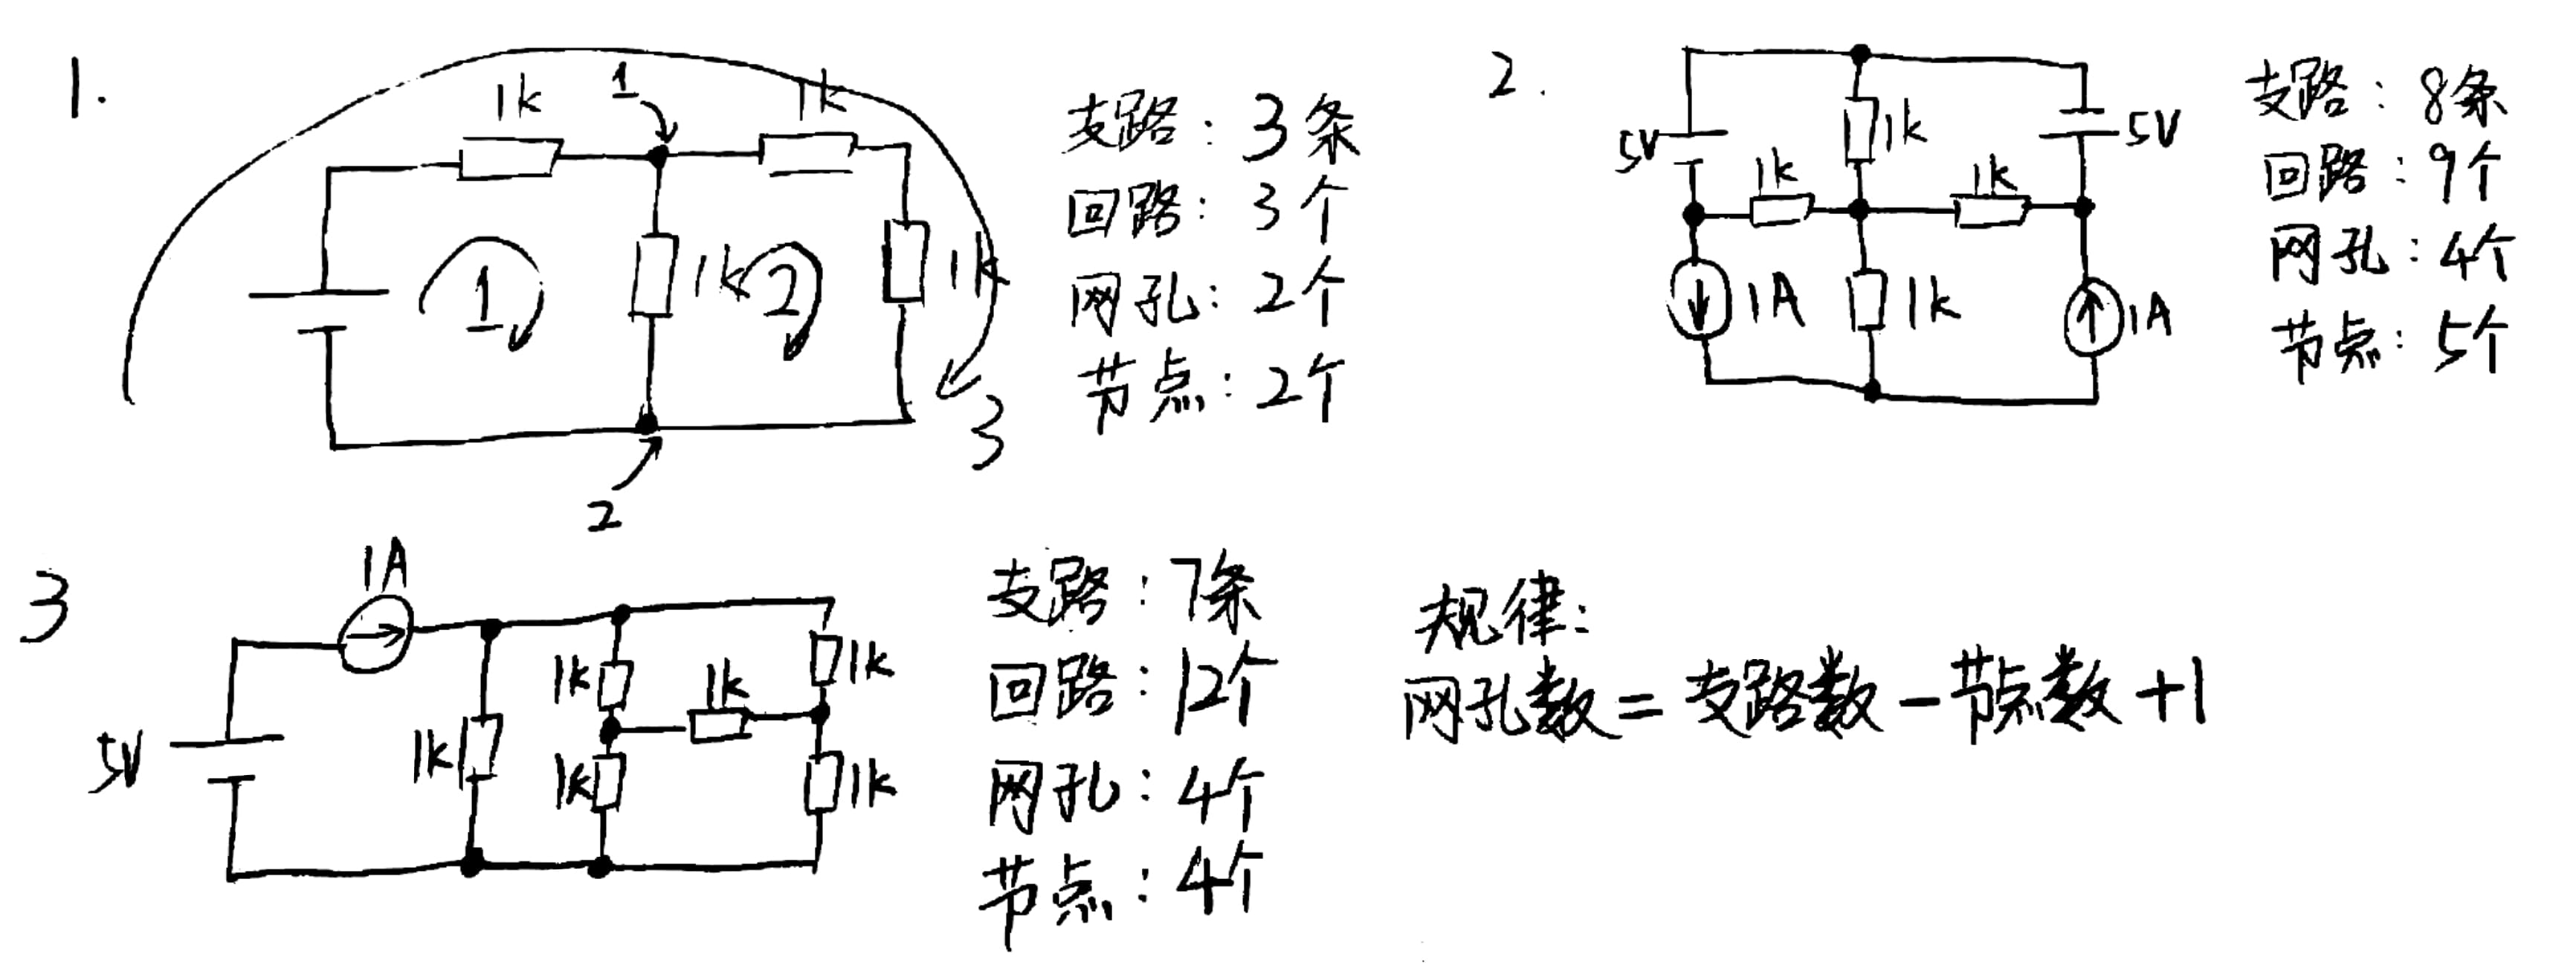 1.
1k
1
1k
1
1k
2
1k
3
2
支路：3条
回路：3个
网孔：2个
节点：2个
2.
5V
1k
5V
1k
1k
1A
1k
1A
支路：8条
回路：9个
网孔：4个
节点：5个
3
1A
5V
1k
1k
1k
1k
1k
1k
支路：7条
回路：12个
网孔：4个
节点：4个
规律：
网孔数=支路数-节点数+1